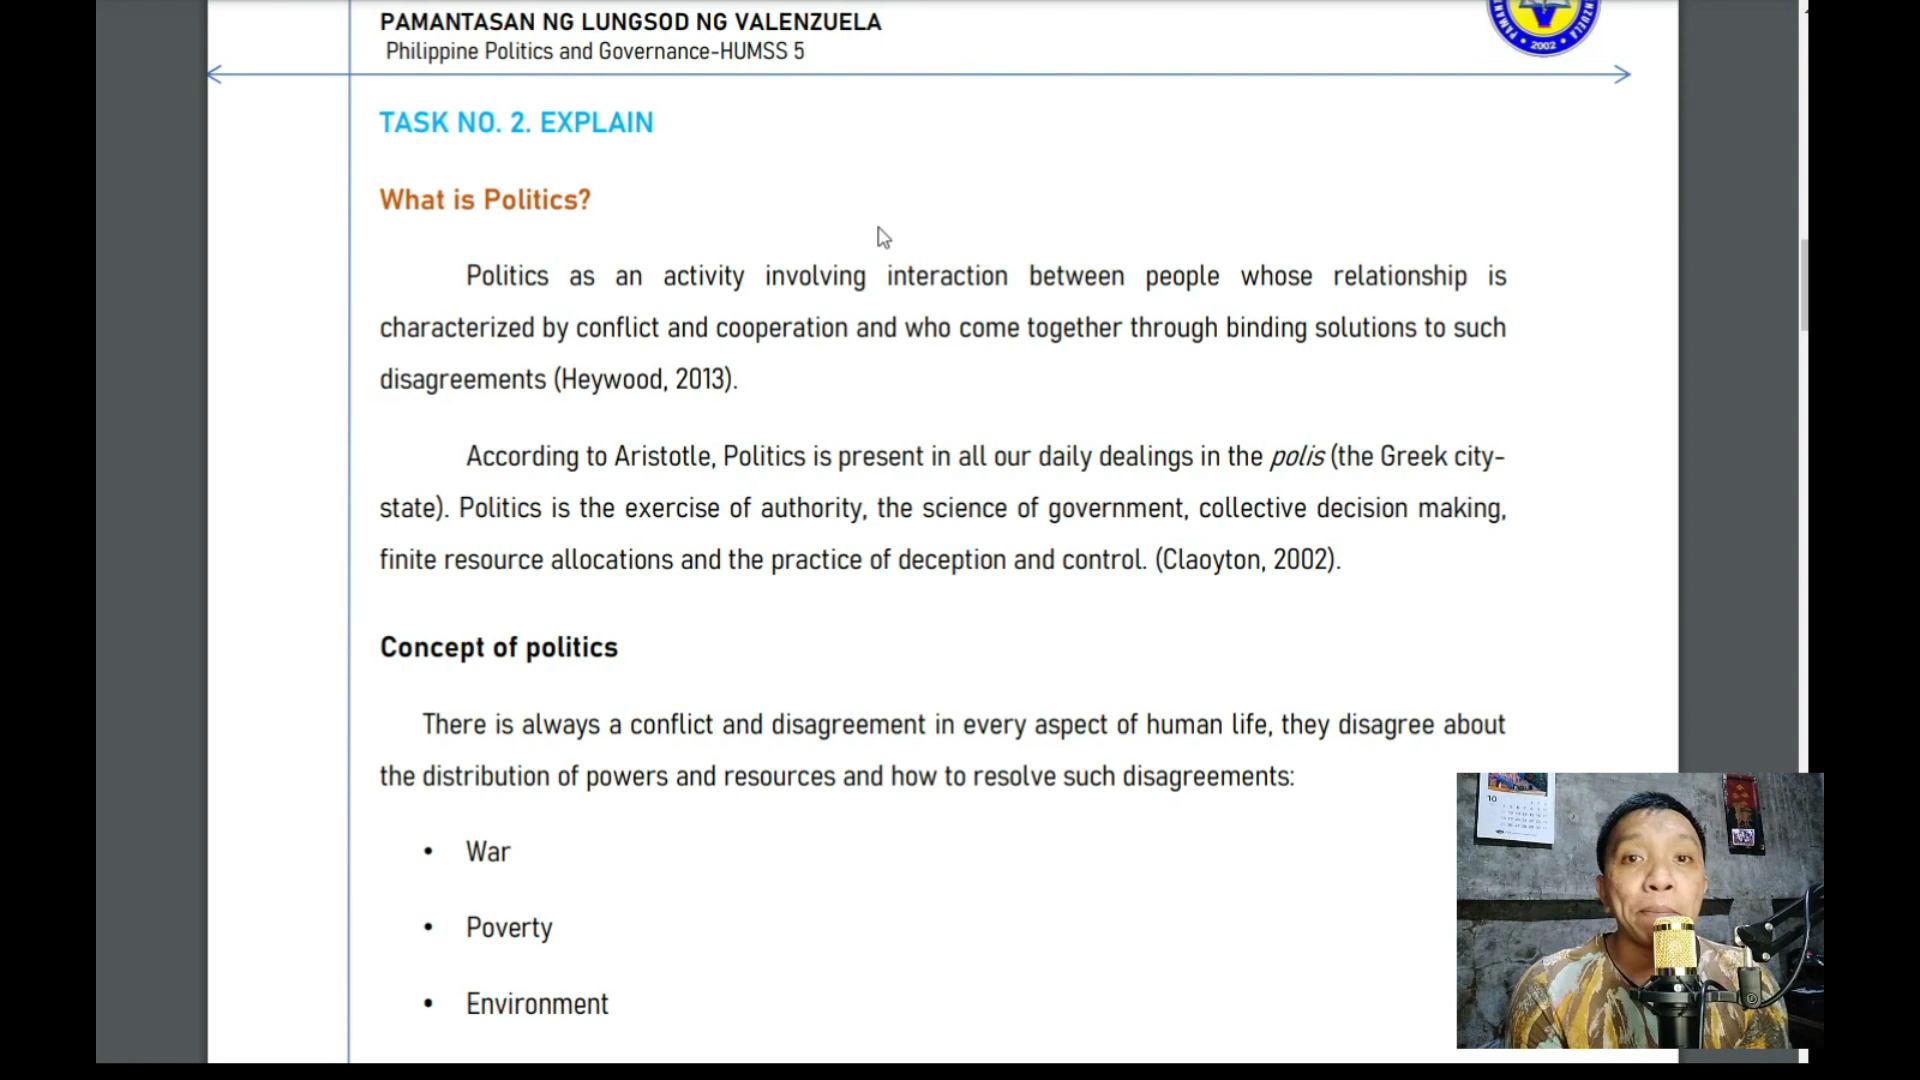 PAMANTASAN NG LUNGSOD NG VALENZUELA
Philippine Politics and Governance-HUMSS 5
2002
TASK NO. 2. EXPLAIN
What is Politics?
Politics as an activity involving interaction between people whose relationship is
characterized by conflict and cooperation and who come together through binding solutions to such
disagreements (Heywood, 2013).
According to Aristotle, Politics is present in all our daily dealings in the polis (the Greek city-
state). Politics is the exercise of authority, the science of government, collective decision making,
finite resource allocations and the practice of deception and control. (Claoyton, 2002).
Concept of politics
There is always a conflict and disagreement in every aspect of human life, they disagree about
the distribution of powers and resources and how to resolve such disagreements:
• War
• Poverty
• Environment
10